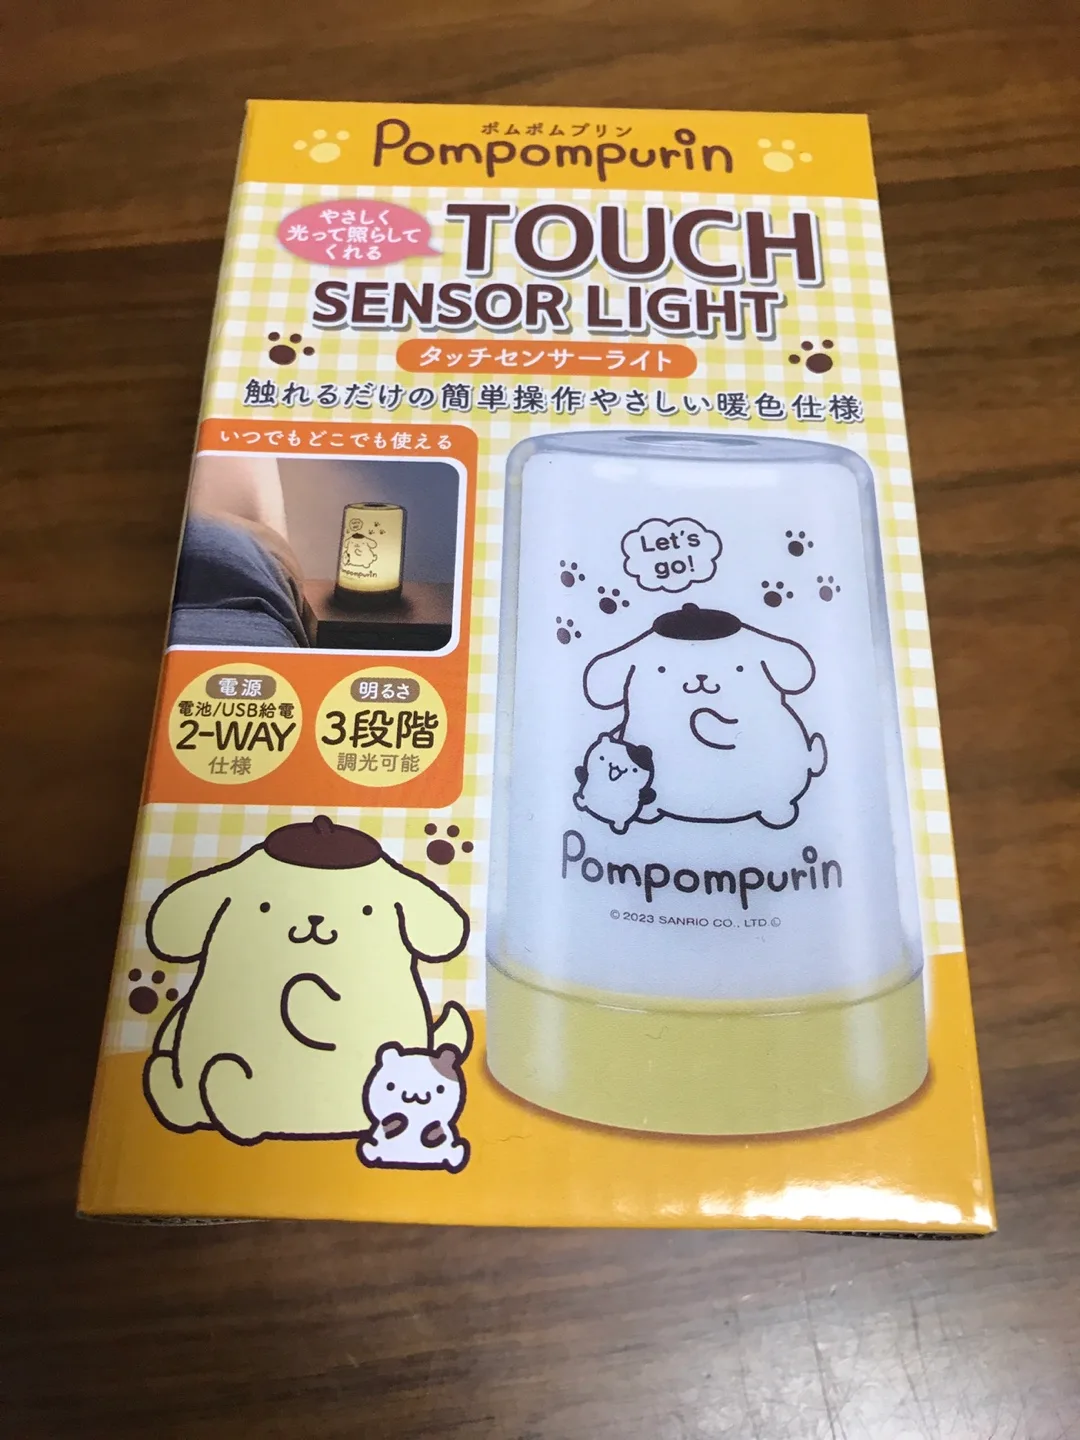 ポムポムプリン
Pompompurin
やさしく
光って照らして
くれる
TOUCH
SENSOR LIGHT
タッチセンサーライト
触れるだけの簡単操作やさしい暖色仕様
いつでもどこでも使える
Pompompurin
電源
電池/USB給電
2-WAY
仕様
明るさ
3段階
調光可能
Let's
go!
Pompompurin
© 2023 SANRIO CO., LTD.